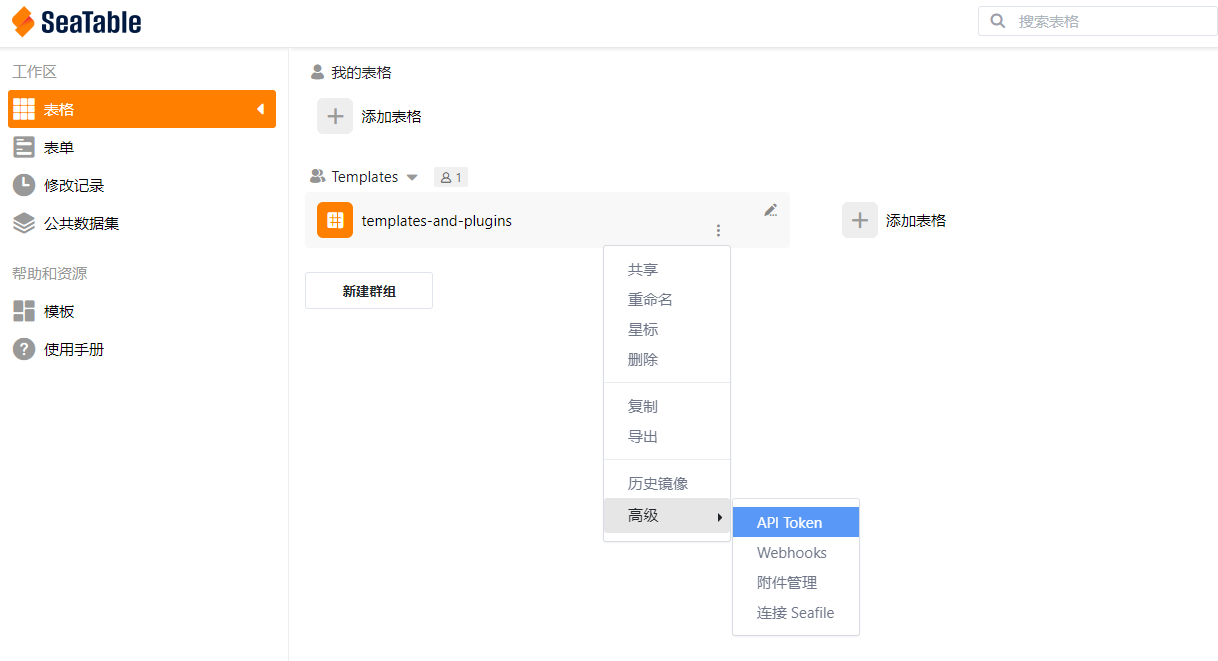 SeaTable
搜索表格
工作区
表格
表单
修改记录
公共数据集
帮助和资源
模板
使用手册
我的表格
添加表格
Templates
1
templates-and-plugins
添加表格
新建群组
共享
重命名
星标
删除
复制
导出
历史镜像
高级
API Token
Webhooks
附件管理
连接 Seafile